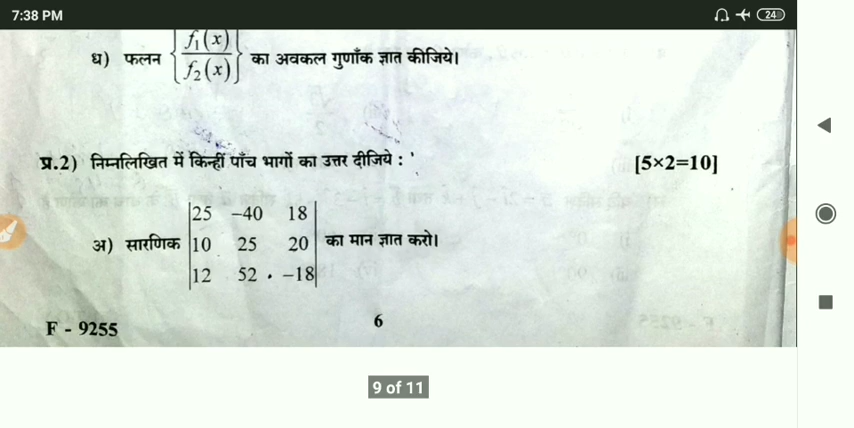 7:38 PM
24
ध) फलन { f₁(x) / f₂(x) } का अवकल गुणाँक ज्ञात कीजिये।
प्र.2) निम्नलिखित में किन्हीं पाँच भागों का उत्तर दीजिये : [5×2=10]
|25 -40 18|
अ) सारणिक |10 25 20| का मान ज्ञात करो।
|12 52 -18|
F - 9255
6
9 of 11